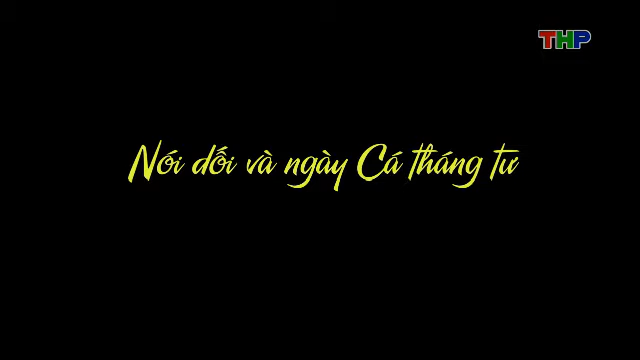 THP
Nói dối và ngày Cá tháng tư